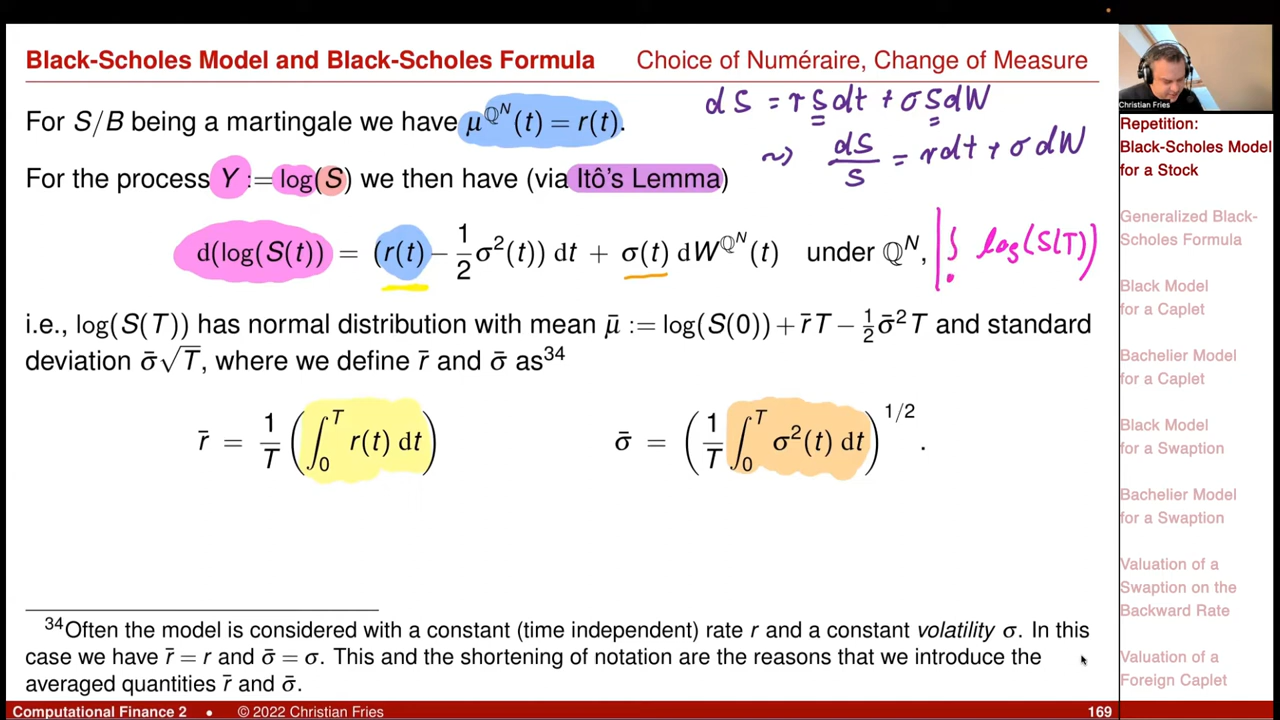 Black-Scholes Model and Black-Scholes Formula Choice of Numéraire, Change of Measure
For S/B being a martingale we have μ^{ℚ^N}(t) = r(t).
dS = r S dt + σ S dW
⇝ dS/S = r dt + σ dW
For the process Y := log(S) we then have (via Itô's Lemma)
d(log(S(t)) = (r(t) − 1/2 σ²(t)) dt + σ(t) dW^{ℚ^N}(t) under ℚ^N, | ∫ log(S(T))
i.e., log(S(T)) has normal distribution with mean μ̄ := log(S(0)) + r̄T − ½σ̄²T and standard
deviation σ̄√T, where we define r̄ and σ̄ as³⁴
r̄ = 1/T (∫₀ᵀ r(t) dt) σ̄ = (1/T ∫₀ᵀ σ²(t) dt)^{1/2}.
³⁴Often the model is considered with a constant (time independent) rate r and a constant volatility σ. In this
case we have r̄ = r and σ̄ = σ. This and the shortening of notation are the reasons that we introduce the
averaged quantities r̄ and σ̄.
Computational Finance 2 • © 2022 Christian Fries 169
Christian Fries
Repetition:
Black-Scholes Model
for a Stock
Generalized Black-
Scholes Formula
Black Model
for a Caplet
Bachelier Model
for a Caplet
Black Model
for a Swaption
Bachelier Model
for a Swaption
Valuation of a
Swaption on the
Backward Rate
Valuation of a
Foreign Caplet